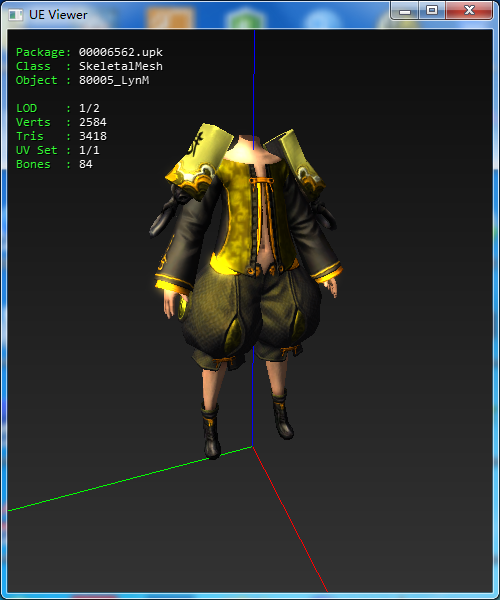 UE Viewer
Package: 00006562.upk
Class : SkeletalMesh
Object : 80005_LynM
LOD : 1/2
Verts : 2584
Tris : 3418
UV Set : 1/1
Bones : 84